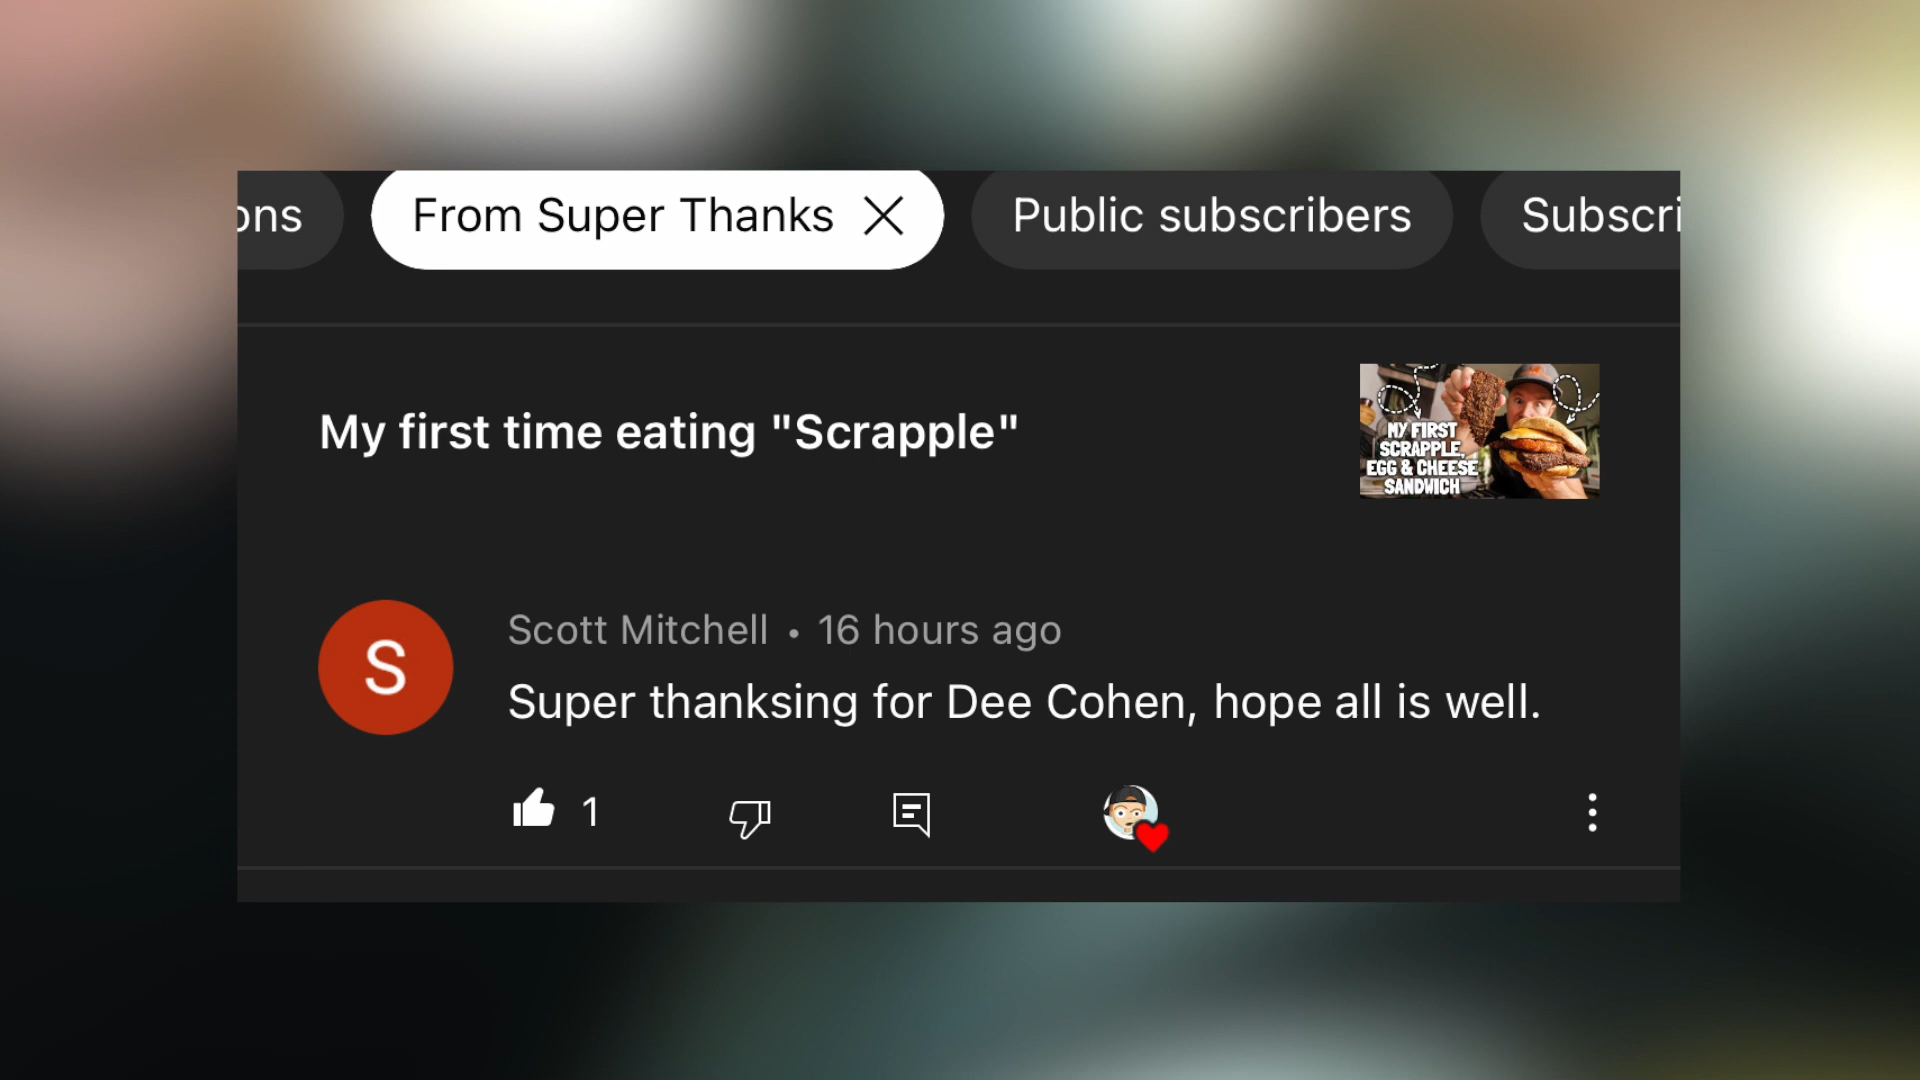 ons
From Super Thanks
Public subscribers
Subscri
My first time eating "Scrapple"
MY FIRST
SCRAPPLE,
EGG & CHEESE
SANDWICH
S
Scott Mitchell • 16 hours ago
Super thanksing for Dee Cohen, hope all is well.
1